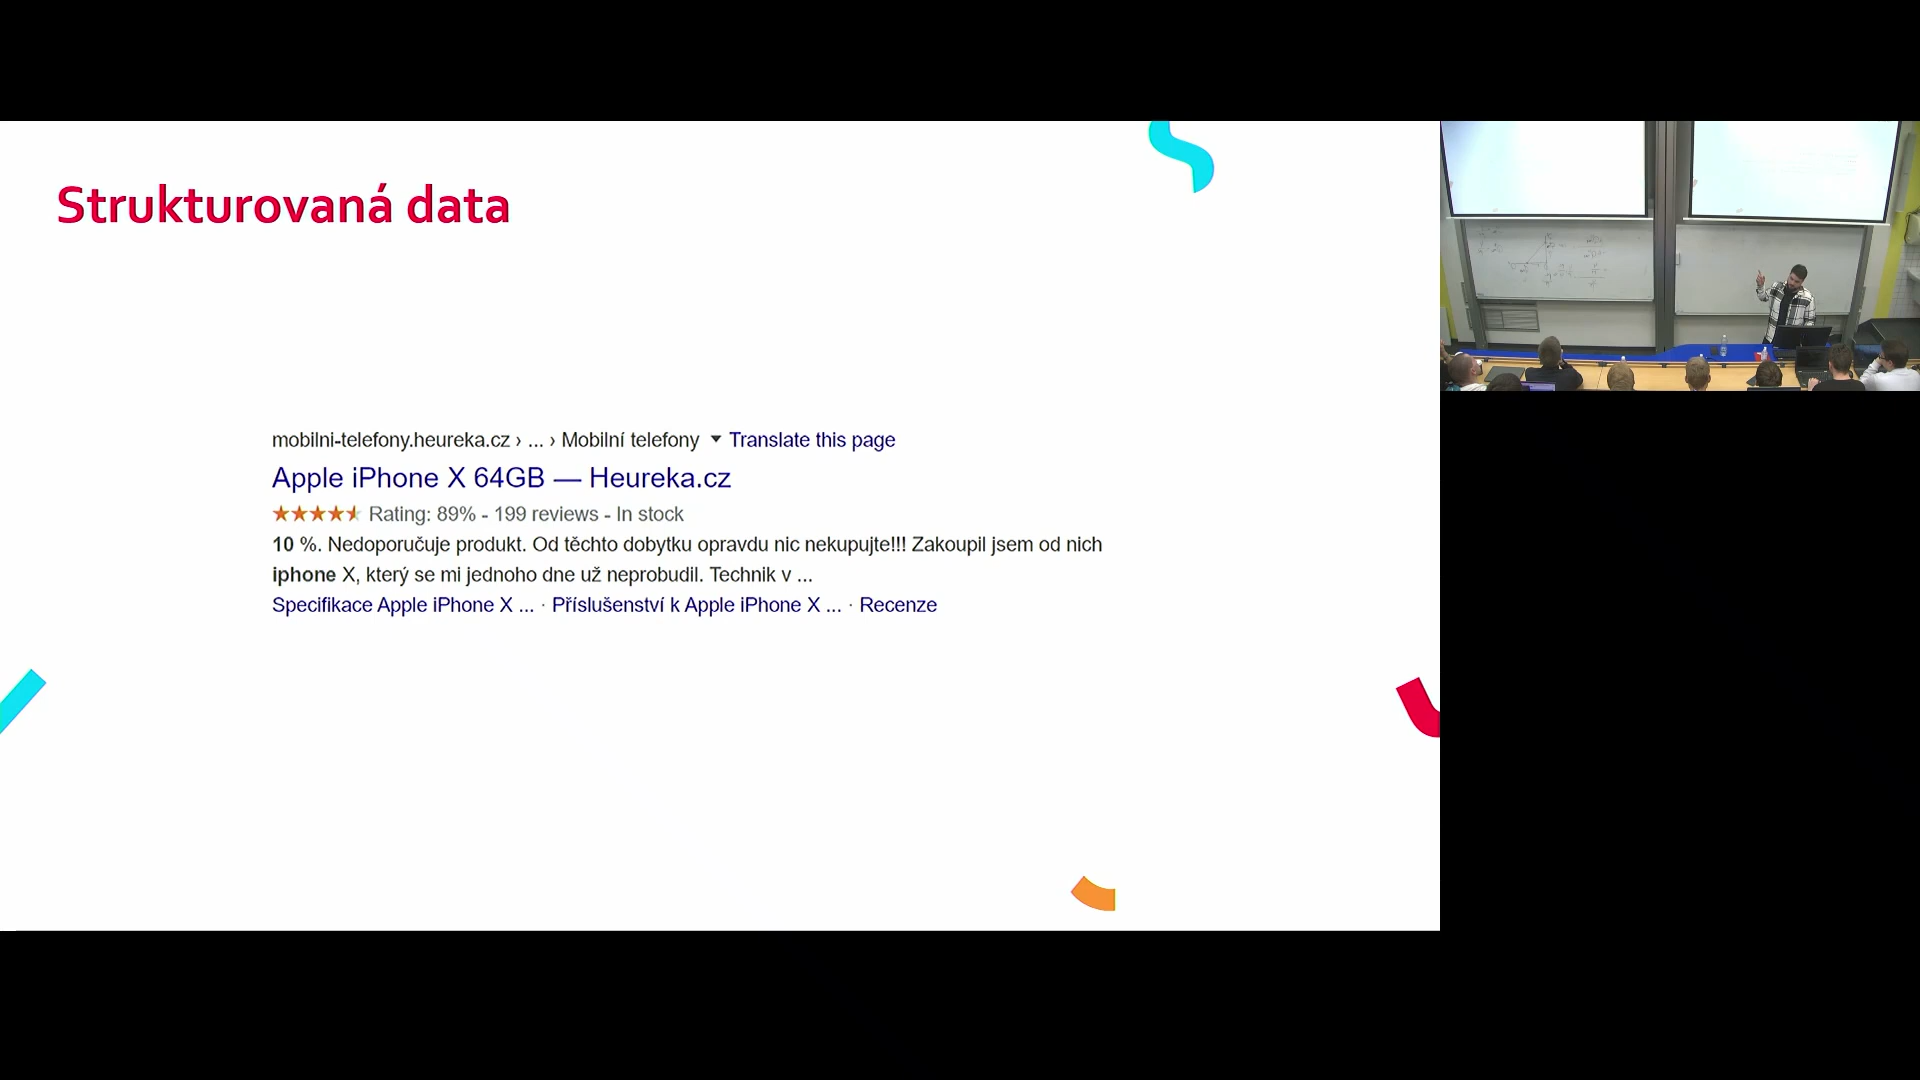 Strukturovaná data
mobilni-telefony.heureka.cz › ... › Mobilní telefony ▼ Translate this page
Apple iPhone X 64GB — Heureka.cz
Rating: 89% - 199 reviews - In stock
10 %. Nedoporučuje produkt. Od těchto dobytku opravdu nic nekupujte!!! Zakoupil jsem od nich
iphone X, který se mi jednoho dne už neprobudil. Technik v ...
Specifikace Apple iPhone X ... · Příslušenství k Apple iPhone X ... · Recenze